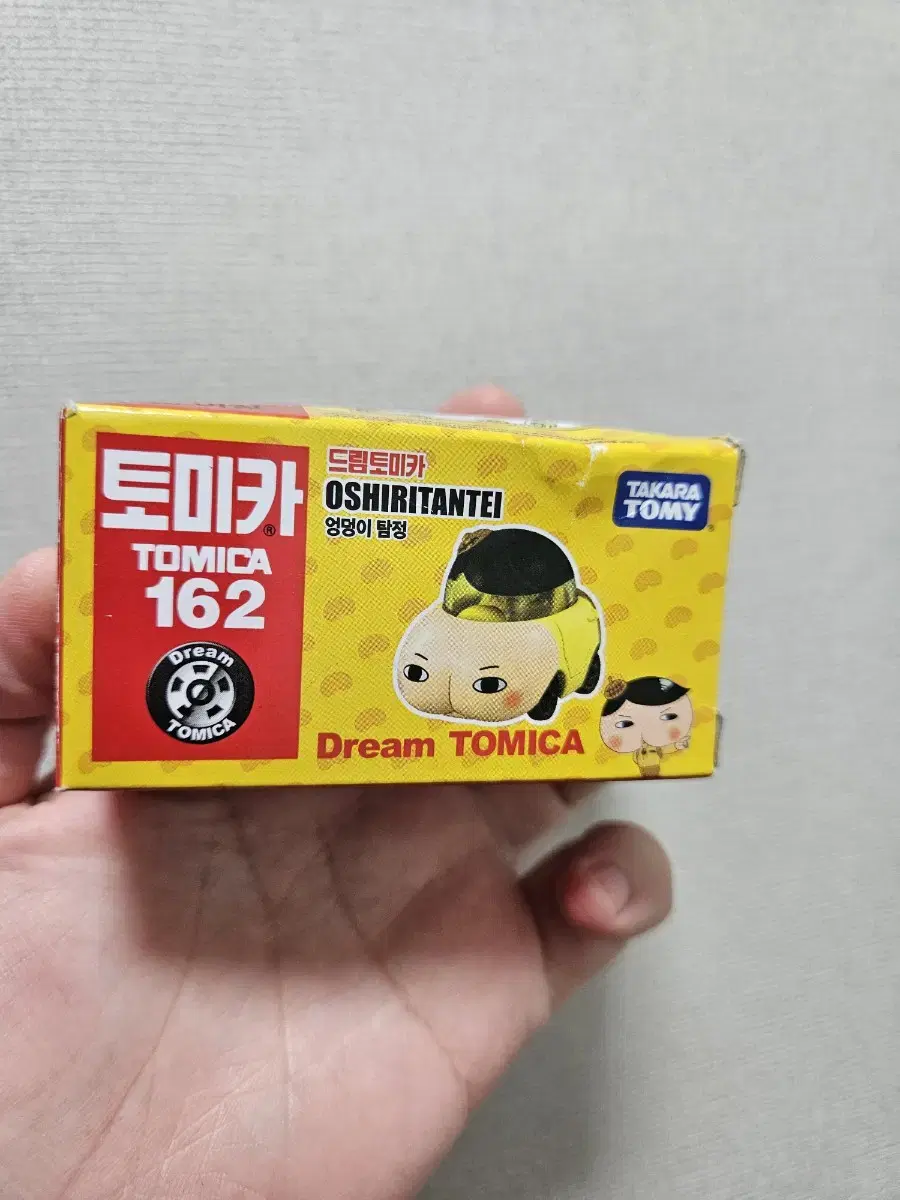 토미카®
TOMICA
162
Dream
TOMICA
드림토미카
OSHIRITANTEI
엉덩이 탐정
Dream TOMICA
TAKARA
TOMY